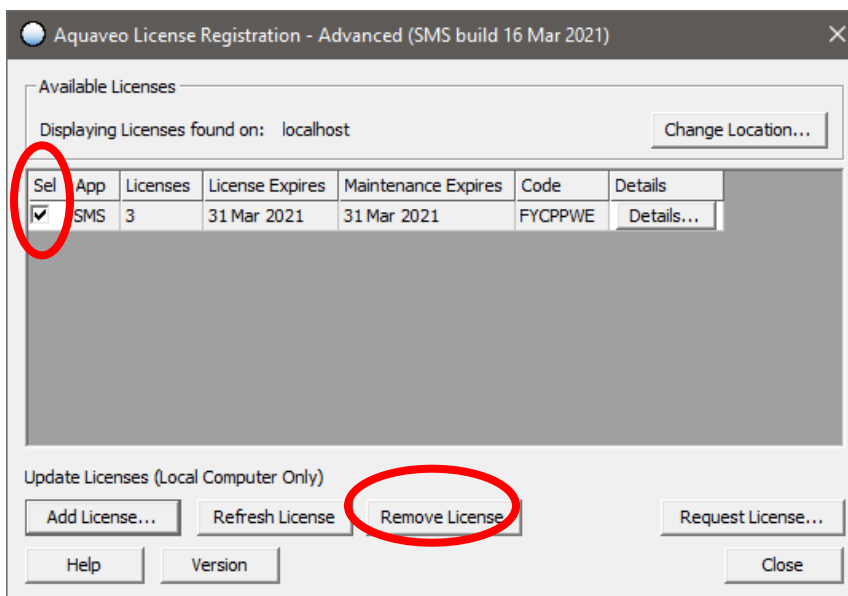 Aquaveo License Registration - Advanced (SMS build 16 Mar 2021)
Available Licenses
Displaying Licenses found on: localhost
Change Location...
Sel App Licenses License Expires Maintenance Expires Code Details
SMS 3 31 Mar 2021 31 Mar 2021 FYCPPWE Details...
Update Licenses (Local Computer Only)
Add License... Refresh License Remove License Request License...
Help Version Close